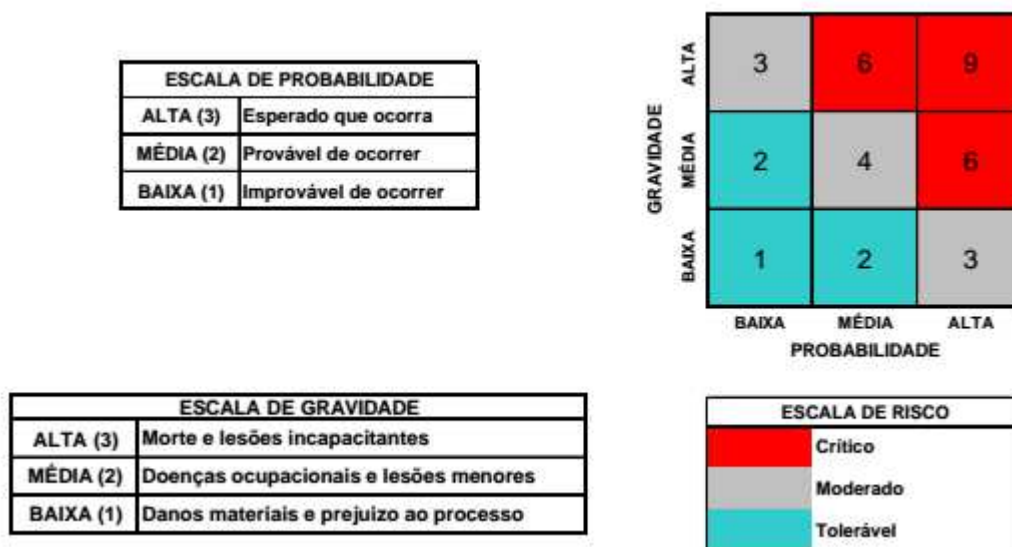 ESCALA DE PROBABILIDADE
ALTA (3) Esperado que ocorra
MÉDIA (2) Provável de ocorrer
BAIXA (1) Improvável de ocorrer
GRAVIDADE
ALTA 3 6 9
MÉDIA 2 4 6
BAIXA 1 2 3
BAIXA MÉDIA ALTA
PROBABILIDADE
ESCALA DE GRAVIDADE
ALTA (3) Morte e lesões incapacitantes
MÉDIA (2) Doenças ocupacionais e lesões menores
BAIXA (1) Danos materiais e prejuizo ao processo
ESCALA DE RISCO
Crítico
Moderado
Tolerável